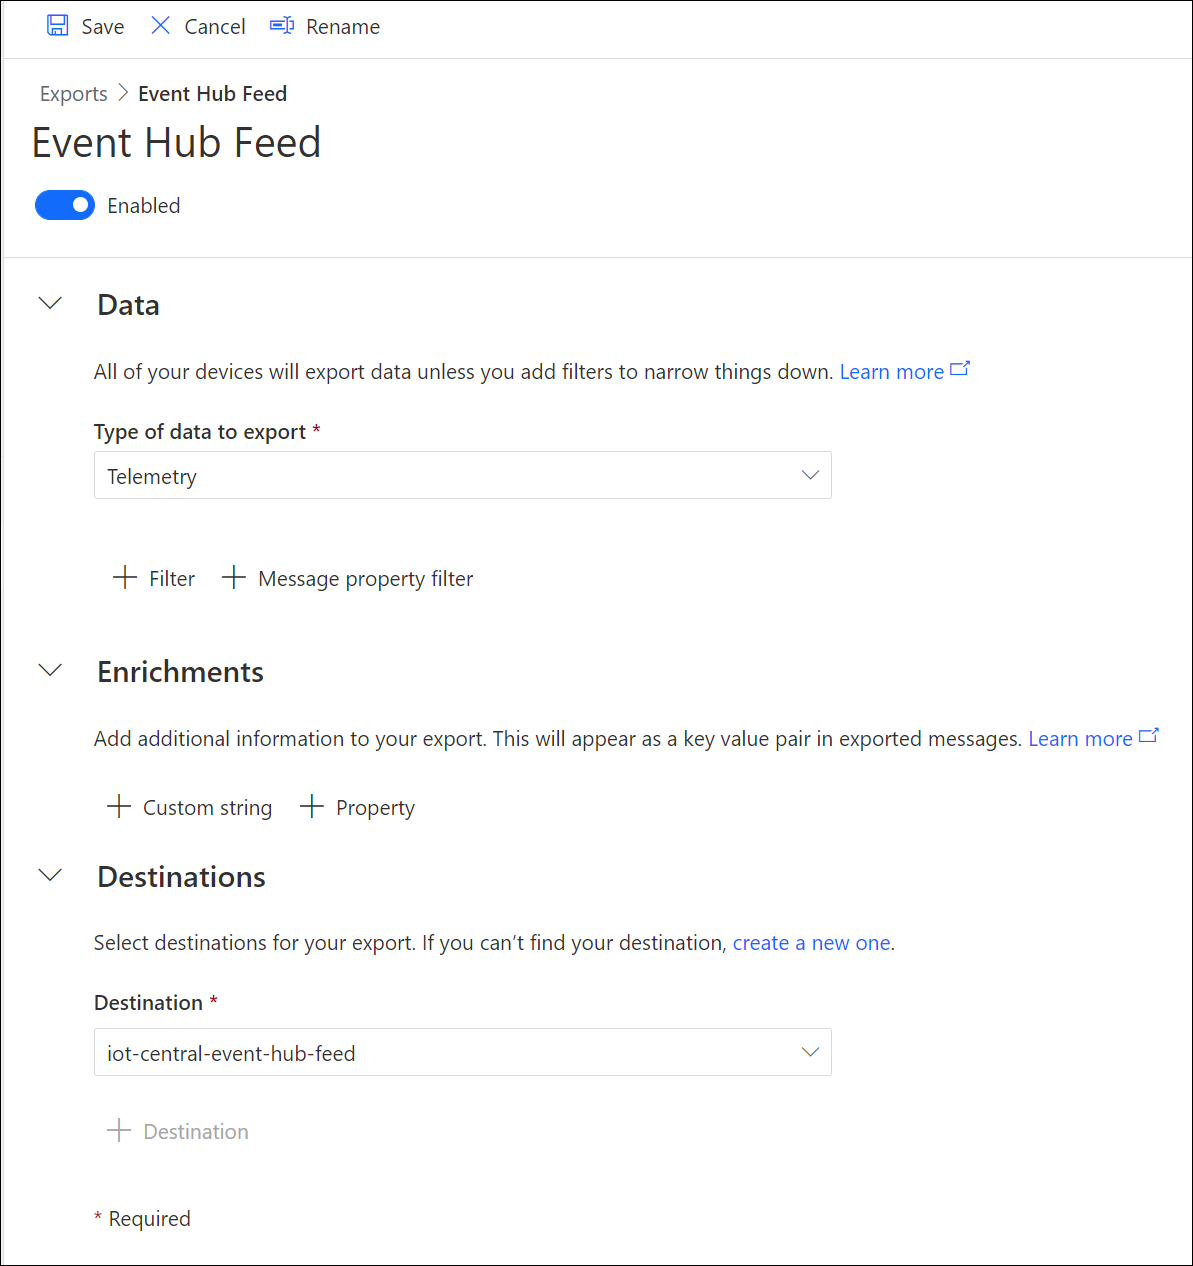 Save Cancel Rename
Exports > Event Hub Feed
Event Hub Feed
Enabled
Data
All of your devices will export data unless you add filters to narrow things down. Learn more
Type of data to export *
Telemetry
+ Filter + Message property filter
Enrichments
Add additional information to your export. This will appear as a key value pair in exported messages. Learn more
+ Custom string + Property
Destinations
Select destinations for your export. If you can't find your destination, create a new one.
Destination *
iot-central-event-hub-feed
+ Destination
* Required